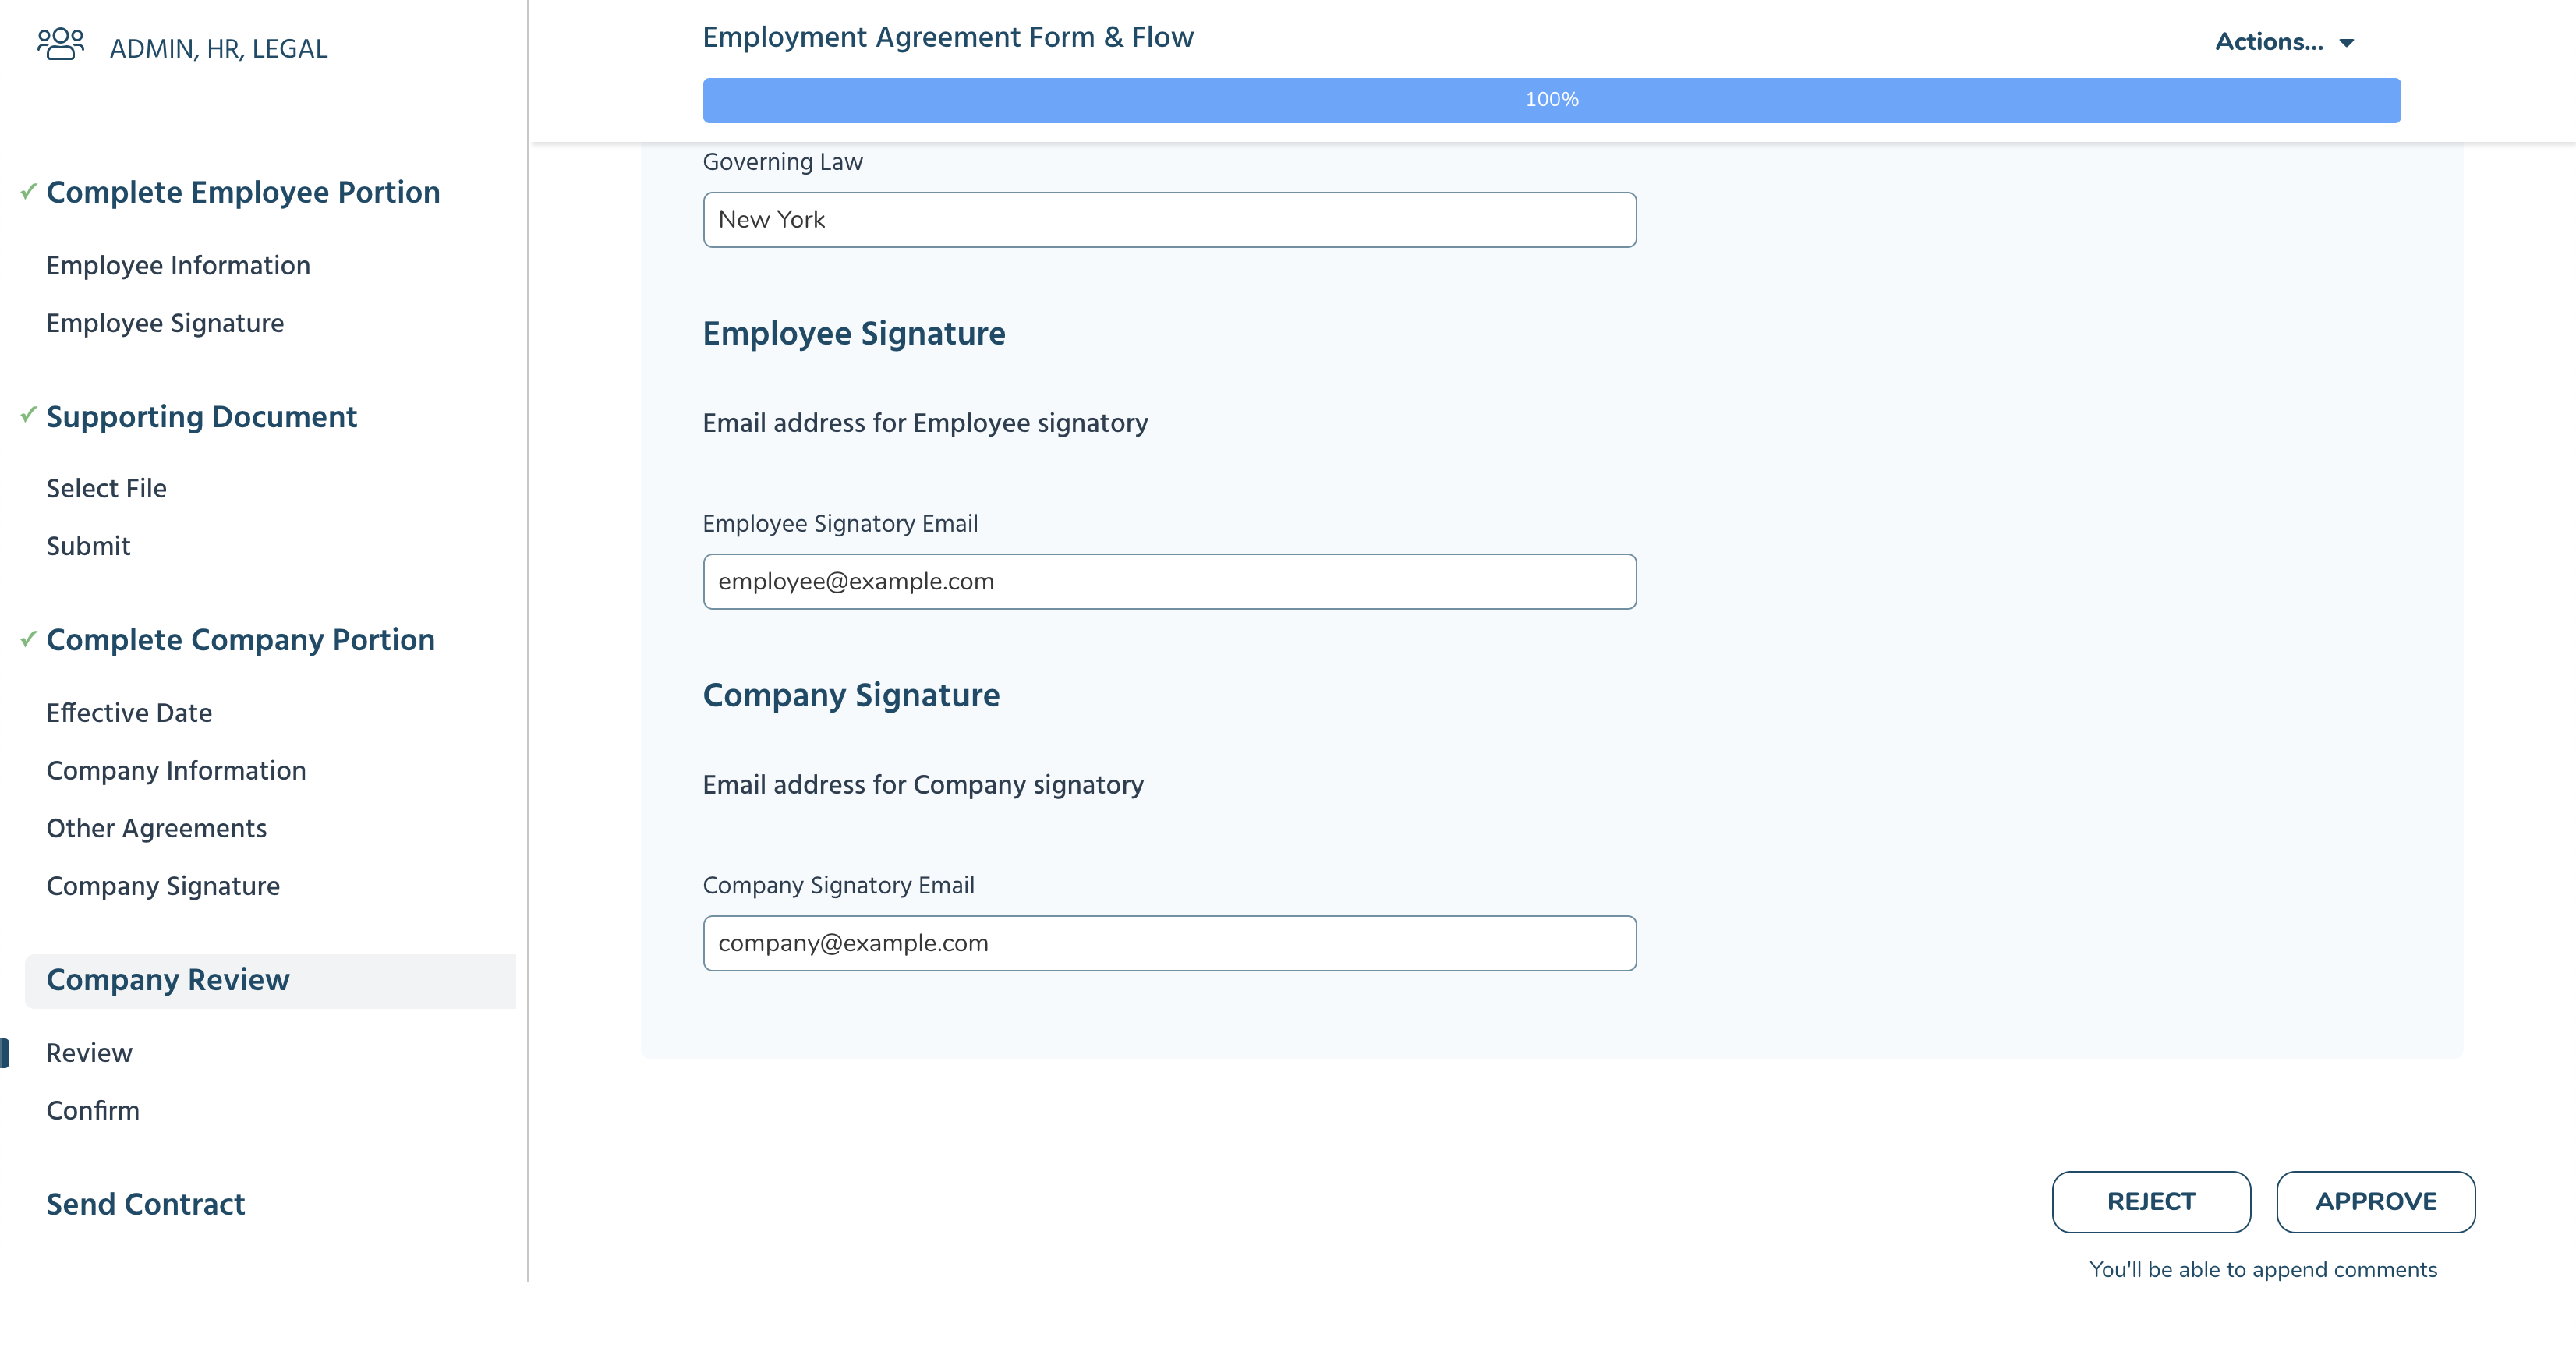 ADMIN, HR, LEGAL
✓ Complete Employee Portion
Employee Information
Employee Signature
✓ Supporting Document
Select File
Submit
✓ Complete Company Portion
Effective Date
Company Information
Other Agreements
Company Signature
Company Review
Review
Confirm
Send Contract
Employment Agreement Form & Flow
Actions...
100%
Governing Law
New York
Employee Signature
Email address for Employee signatory
Employee Signatory Email
employee@example.com
Company Signature
Email address for Company signatory
Company Signatory Email
company@example.com
REJECT
APPROVE
You'll be able to append comments